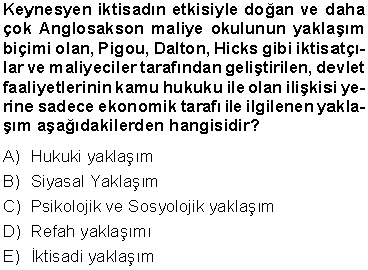 Keynesyen iktisadın etkisiyle doğan ve daha
çok Anglosakson maliye okulunun yaklaşım
biçimi olan, Pigou, Dalton, Hicks gibi iktisatçı-
lar ve maliyeciler tarafından geliştirilen, devlet
faaliyetlerinin kamu hukuku ile olan ilişkisi ye-
rine sadece ekonomik tarafı ile ilgilenen yakla-
şım aşağıdakilerden hangisidir?
A) Hukuki yaklaşım
B) Siyasal Yaklaşım
C) Psikolojik ve Sosyolojik yaklaşım
D) Refah yaklaşımı
E) İktisadi yaklaşım